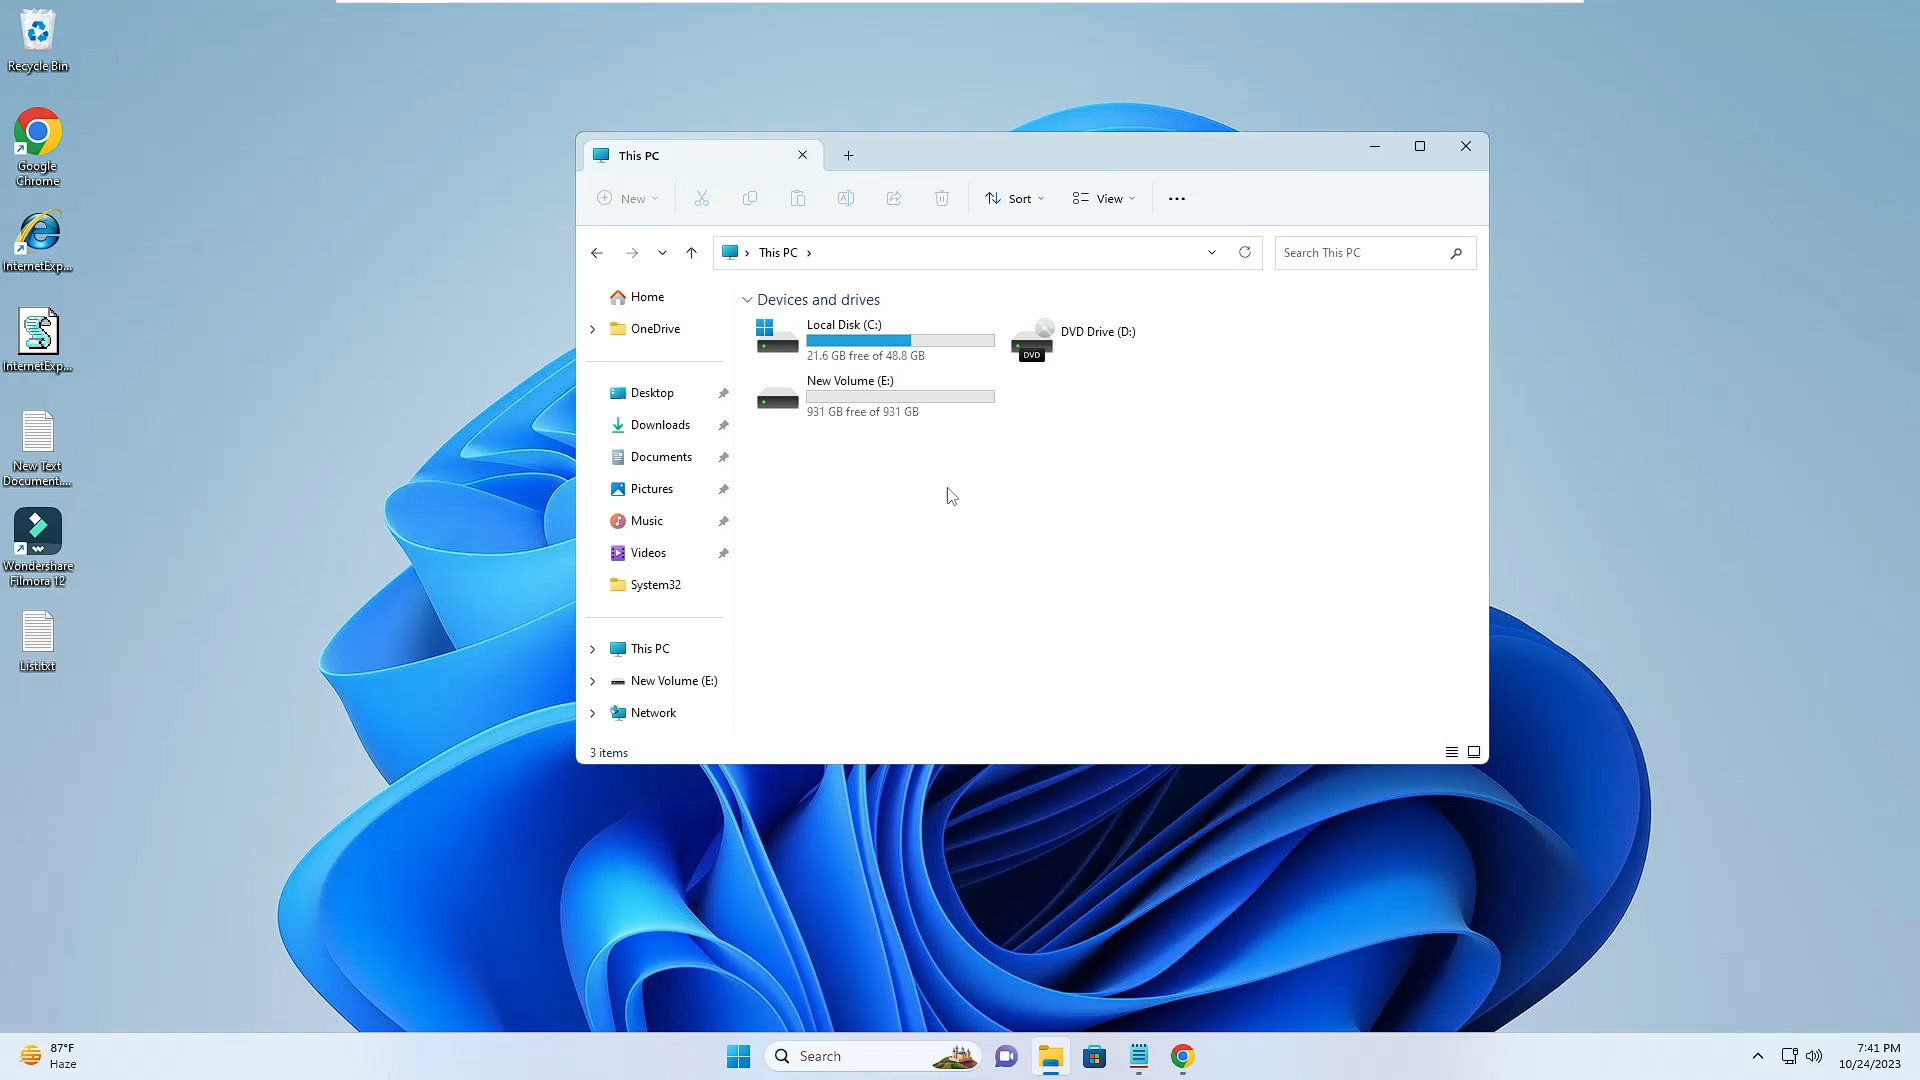 Recycle Bin
Google
Chrome
InternetExp...
InternetExp...
New Text
Document....
Wondershare
Filmora 12
List.txt
This PC
New
Sort
View
This PC
Search This PC
Home
OneDrive
Desktop
Downloads
Documents
Pictures
Music
Videos
System32
This PC
New Volume (E:)
Network
Devices and drives
Local Disk (C:)
21.6 GB free of 48.8 GB
DVD Drive (D:)
DVD
New Volume (E:)
931 GB free of 931 GB
3 items
87°F
Haze
Search
7:41 PM
10/24/2023